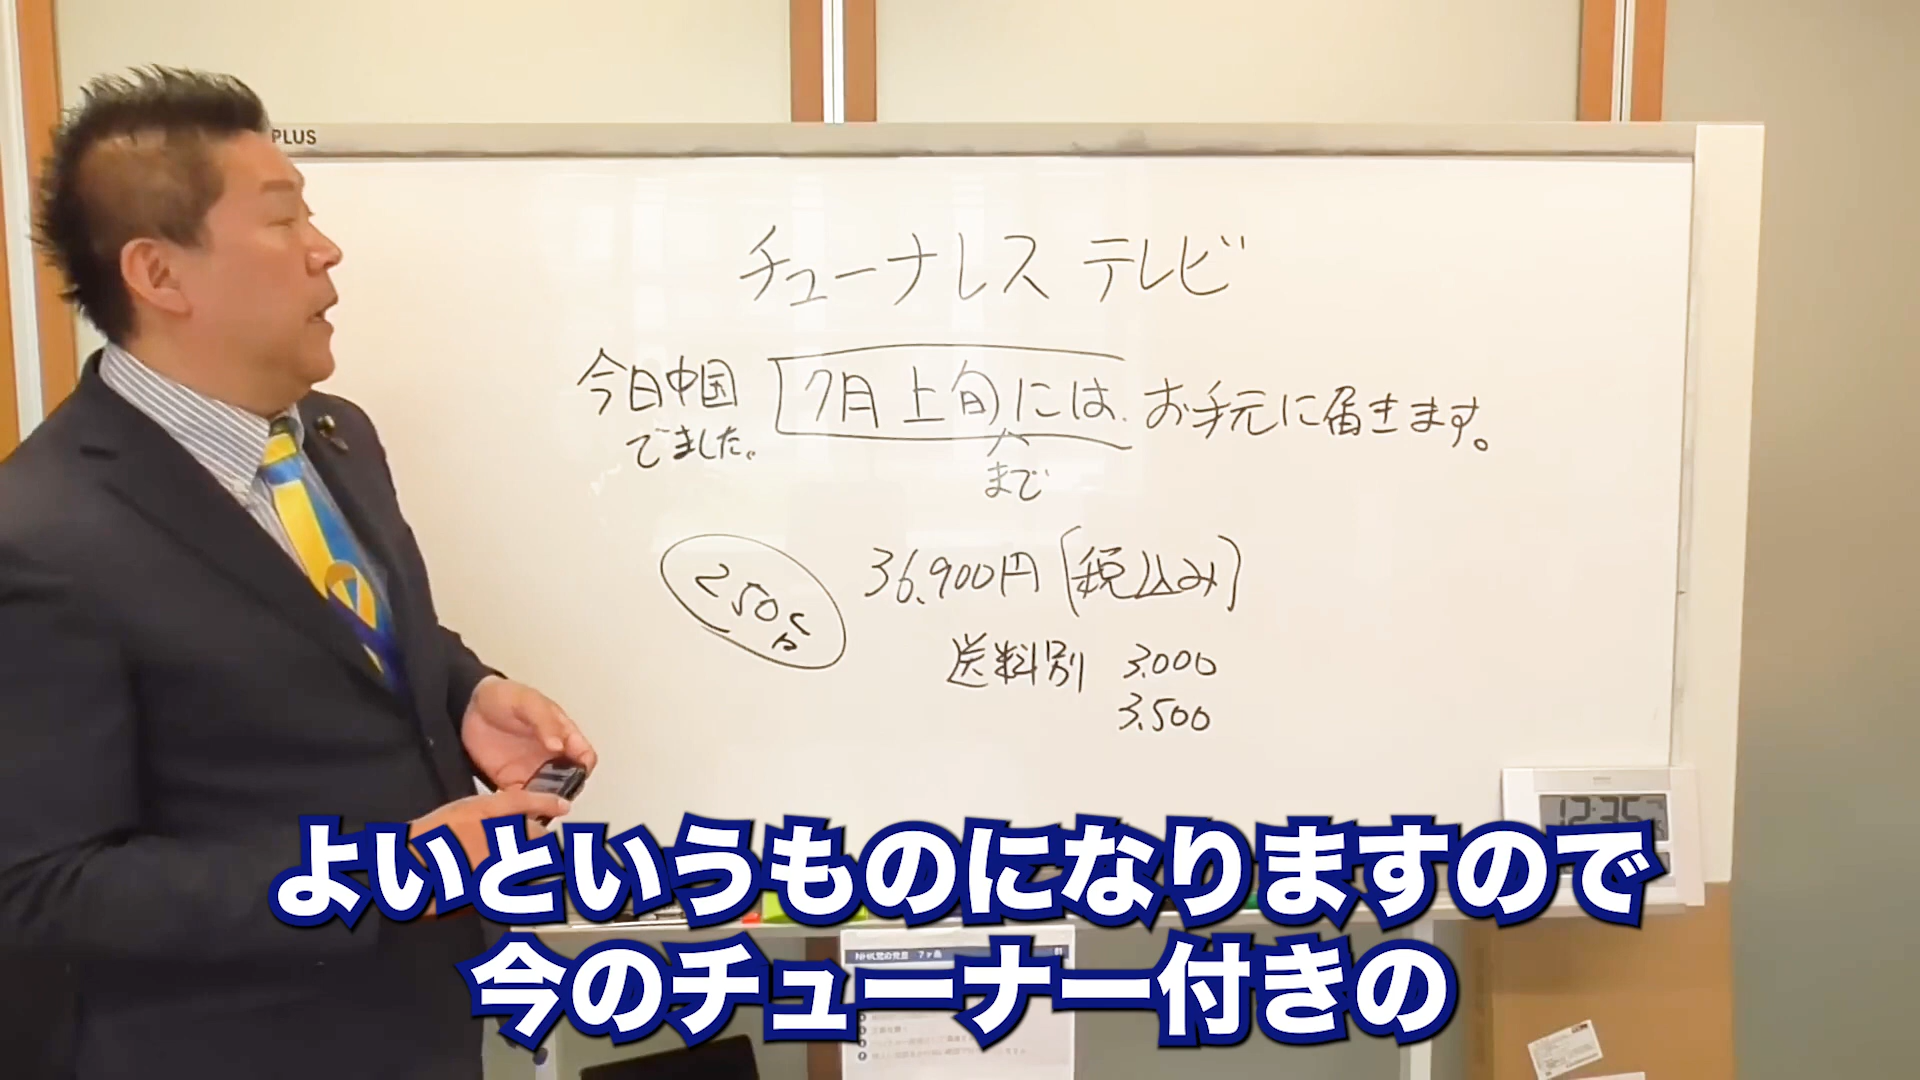 PLUS
チューナレス テレビ
今日中国 7月上旬には お手元に届きます。
でました。
まで
250台
36,900円(税込み)
送料別 3.000
3.500
12:35
よいというものになりますので
今のチューナー付きの